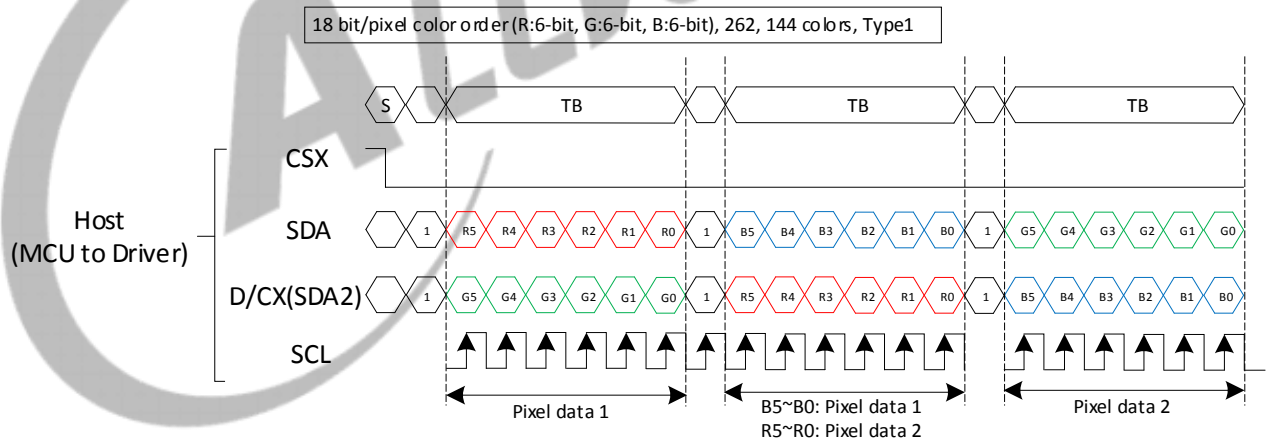 18 bit/pixel color order (R:6-bit, G:6-bit, B:6-bit), 262, 144 colors, Type1
S TB TB TB
CSX
Host
(MCU to Driver)
SDA 1 R5 R4 R3 R2 R1 R0 1 B5 B4 B3 B2 B1 B0 1 G5 G4 G3 G2 G1 G0
D/CX(SDA2) 1 G5 G4 G3 G2 G1 G0 1 R5 R4 R3 R2 R1 R0 1 B5 B4 B3 B2 B1 B0
SCL
Pixel data 1
B5~B0: Pixel data 1
R5~R0: Pixel data 2
Pixel data 2